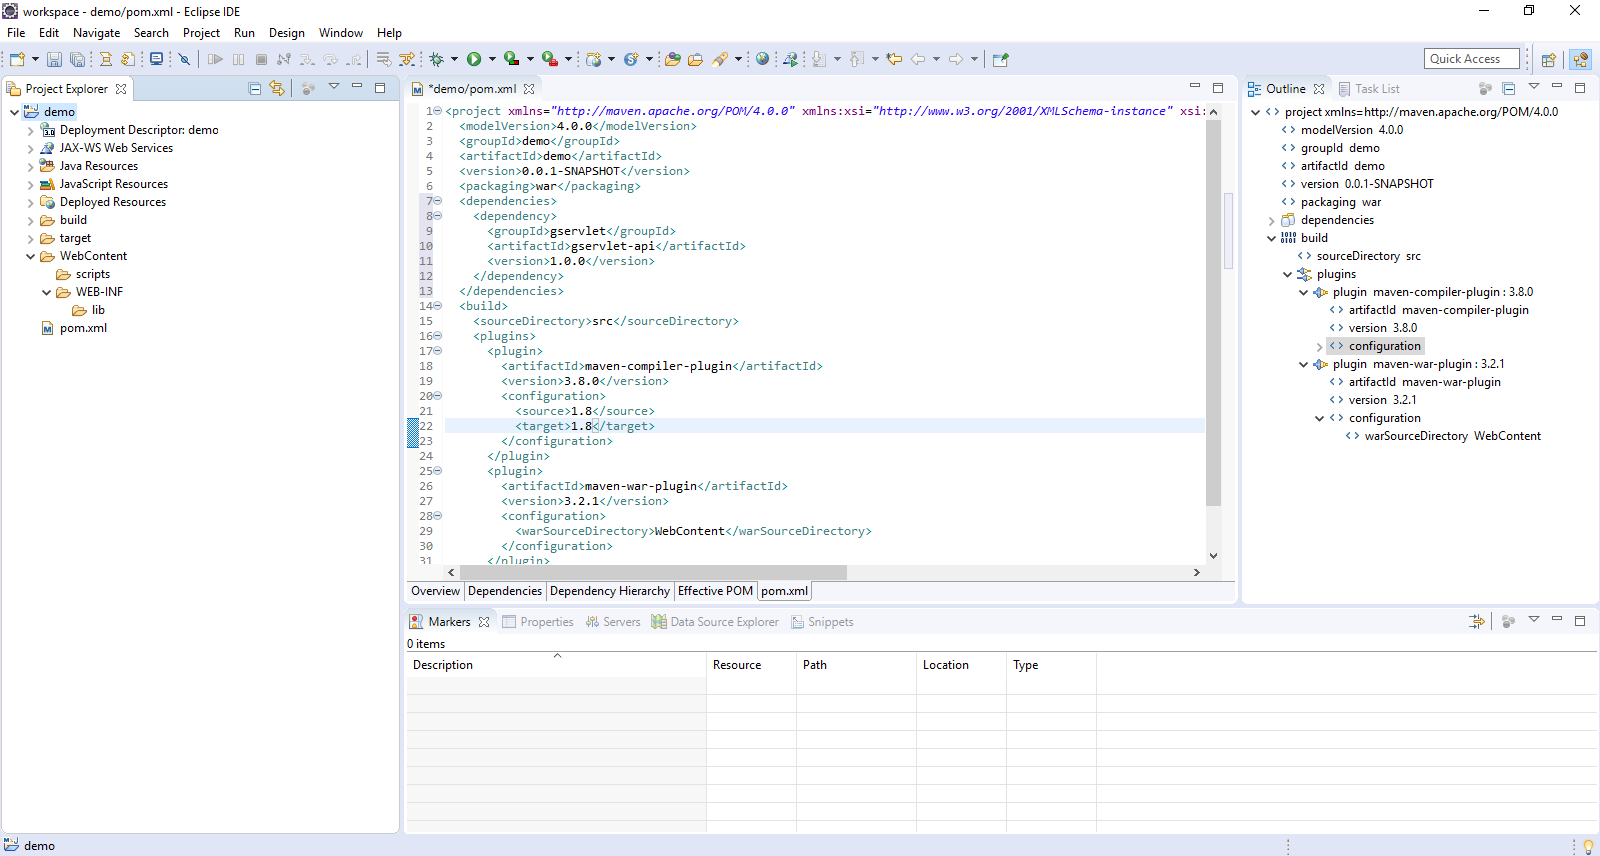 workspace - demo/pom.xml - Eclipse IDE
File Edit Navigate Search Project Run Design Window Help
Quick Access
Project Explorer
demo
Deployment Descriptor: demo
JAX-WS Web Services
Java Resources
JavaScript Resources
Deployed Resources
build
target
WebContent
scripts
WEB-INF
lib
pom.xml
*demo/pom.xml
1 <project xmlns="http://maven.apache.org/POM/4.0.0" xmlns:xsi="http://www.w3.org/2001/XMLSchema-instance" xsi:
2 <modelVersion>4.0.0</modelVersion>
3 <groupId>demo</groupId>
4 <artifactId>demo</artifactId>
5 <version>0.0.1-SNAPSHOT</version>
6 <packaging>war</packaging>
7 <dependencies>
8 <dependency>
9 <groupId>gservlet</groupId>
10 <artifactId>gservlet-api</artifactId>
11 <version>1.0.0</version>
12 </dependency>
13 </dependencies>
14 <build>
15 <sourceDirectory>src</sourceDirectory>
16 <plugins>
17 <plugin>
18 <artifactId>maven-compiler-plugin</artifactId>
19 <version>3.8.0</version>
20 <configuration>
21 <source>1.8</source>
22 <target>1.8</target>
23 </configuration>
24 </plugin>
25 <plugin>
26 <artifactId>maven-war-plugin</artifactId>
27 <version>3.2.1</version>
28 <configuration>
29 <warSourceDirectory>WebContent</warSourceDirectory>
30 </configuration>
31 </plugin>
Overview Dependencies Dependency Hierarchy Effective POM pom.xml
Outline Task List
project xmlns=http://maven.apache.org/POM/4.0.0
modelVersion 4.0.0
groupId demo
artifactId demo
version 0.0.1-SNAPSHOT
packaging war
dependencies
build
sourceDirectory src
plugins
plugin maven-compiler-plugin : 3.8.0
artifactId maven-compiler-plugin
version 3.8.0
configuration
plugin maven-war-plugin : 3.2.1
artifactId maven-war-plugin
version 3.2.1
configuration
warSourceDirectory WebContent
Markers Properties Servers Data Source Explorer Snippets
0 items
Description Resource Path Location Type
demo